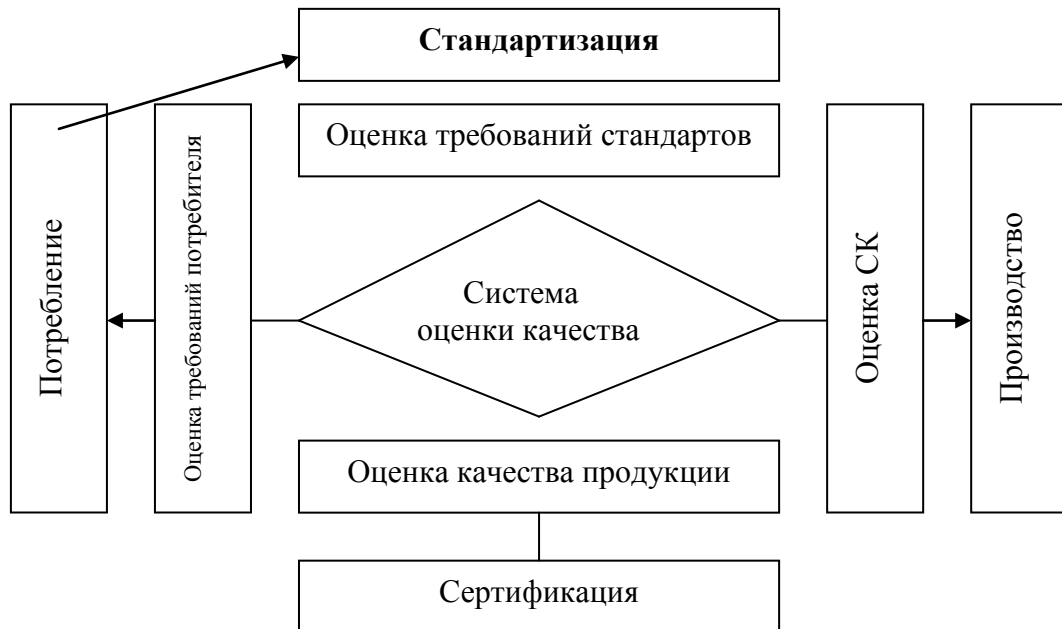 Стандартизация
Оценка требований стандартов
Потребление
Оценка требований потребителя
Система
оценки качества
Оценка СК
Производство
Оценка качества продукции
Сертификация